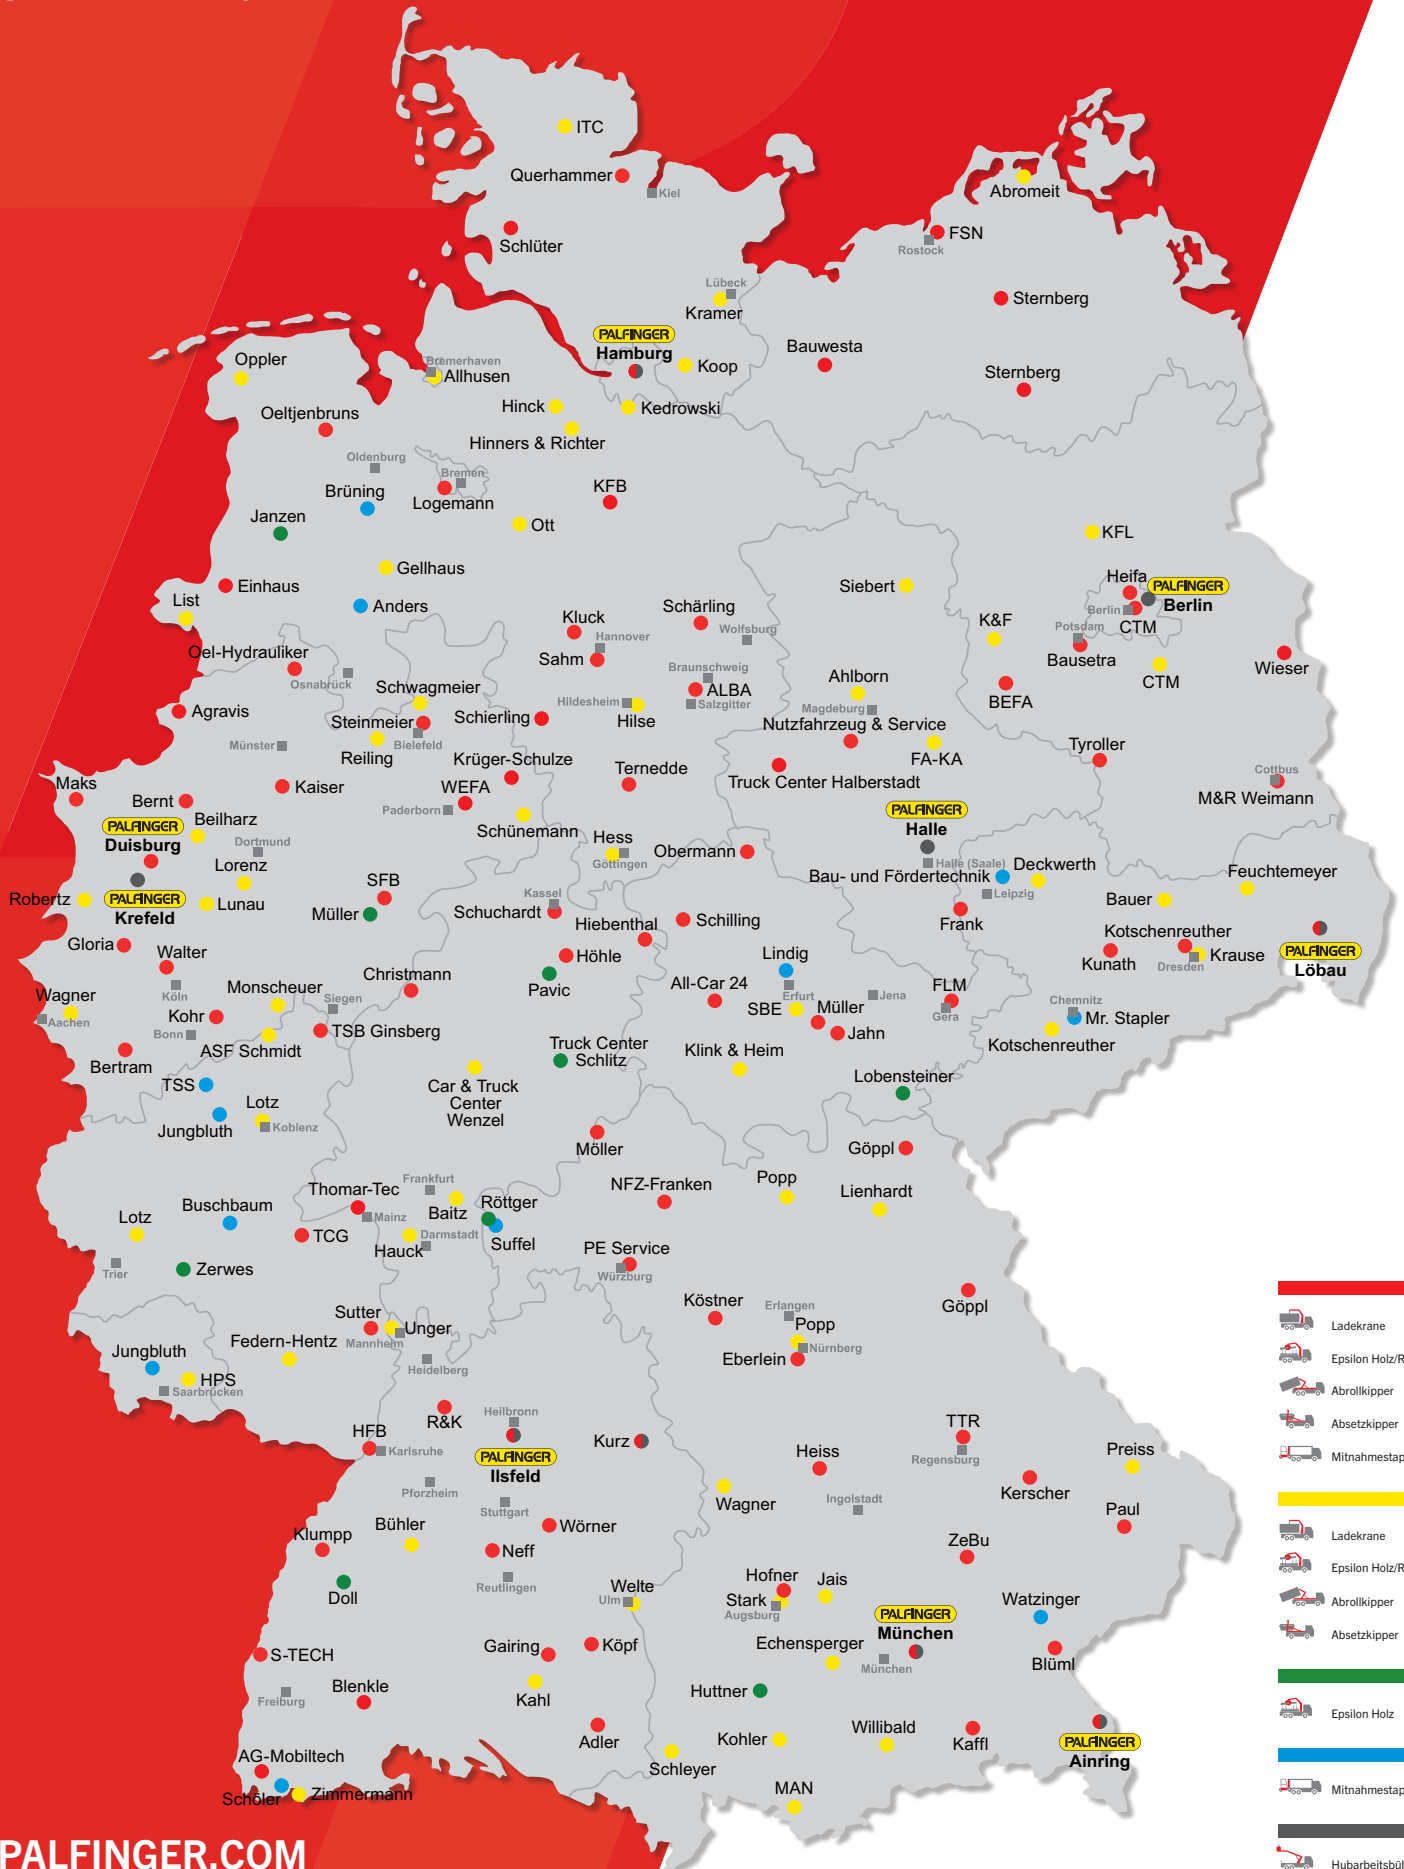 ITC
Querhammer
Kiel
Abromeit
Schlüter
FSN
Rostock
Lübeck
Kramer
Sternberg
PALFINGER
Hamburg
Bauwesta
Oppler
Bremerhaven
Allhusen
Koop
Sternberg
Hinck
Kedrowski
Oeltjenbruns
Hinners & Richter
Oldenburg
Bremen
Brüning
Logemann
KFB
Janzen
Ott
KFL
Gellhaus
Heifa
PALFINGER
Einhaus
Siebert
Berlin
Berlin
List
Anders
Schärling
Kluck
K&F
CTM
Wolfsburg
Potsdam
Hannover
Oel-Hydrauliker
Sahm
Bausetra
Wieser
Braunschweig
Osnabrück
Ahlborn
CTM
Schwagmeier
ALBA
BEFA
Hildesheim
Salzgitter
Magdeburg
Agravis
Steinmeier
Schierling
Hilse
Nutzfahrzeug & Service
Münster
Bielefeld
Tyroller
Reiling
Krüger-Schulze
FA-KA
Ternedde
Cottbus
Maks
Kaiser
WEFA
Truck Center Halberstadt
M&R Weimann
Bernt
Paderborn
PALFINGER
Beilharz
PALFINGER
Duisburg
Schünemann
Halle
Dortmund
Hess
Obermann
Lorenz
Göttingen
Halle (Saale)
Deckwerth
Feuchtemeyer
SFB
Bau- und Fördertechnik
Kassel
Leipzig
Robertz
PALFINGER
Lunau
Müller
Schuchardt
Bauer
Krefeld
Schilling
Frank
Hiebenthal
Kotschenreuther
Gloria
Walter
Höhle
Lindig
Krause
PALFINGER
Kunath
Dresden
Löbau
Christmann
Pavic
All-Car 24
FLM
Köln
Monscheuer
Siegen
Erfurt
Jena
Chemnitz
Wagner
SBE
Müller
Gera
Aachen
Kohr
Mr. Stapler
Bonn
TSB Ginsberg
Jahn
ASF Schmidt
Truck Center
Schlitz
Klink & Heim
Kotschenreuther
Bertram
Lobensteiner
TSS
Car & Truck
Center
Wenzel
Lotz
Koblenz
Jungbluth
Möller
Göppl
Frankfurt
NFZ-Franken
Popp
Thomar-Tec
Lienhardt
Buschbaum
Röttger
Lotz
Mainz
Baitz
TCG
Darmstadt
Suffel
Hauck
PE Service
Zerwes
Trier
Würzburg
Köstner
Erlangen
Göppl
Sutter
Popp
Unger
Federn-Hentz
Mannheim
Nürnberg
Jungbluth
Eberlein
Heidelberg
HPS
Saarbrücken
Heilbronn
R&K
TTR
HFB
Kurz
Karlsruhe
Heiss
Preiss
PALFINGER
Regensburg
Ilsfeld
Pforzheim
Kerscher
Wagner
Ingolstadt
Stuttgart
Paul
Bühler
Wörner
Klumpp
ZeBu
Neff
Hofner
Jais
Reutlingen
Welte
Doll
Ulm
Stark
Watzinger
Augsburg
PALFINGER
München
Echensperger
Gairing
Köpf
S-TECH
Blüml
München
Blenkle
Huttner
Freiburg
Kahl
Willibald
Adler
Kohler
Kaffl
PALFINGER
AG-Mobiltech
Ainring
Schleyer
MAN
Schöler
Zimmermann
Ladekrane
Epsilon Holz/R
Abrollkipper
Absetzkipper
Mitnahmestap
Ladekrane
Epsilon Holz/R
Abrollkipper
Absetzkipper
Epsilon Holz
Mitnahmestap
Hubarbeitsbüh
PALFINGER.COM